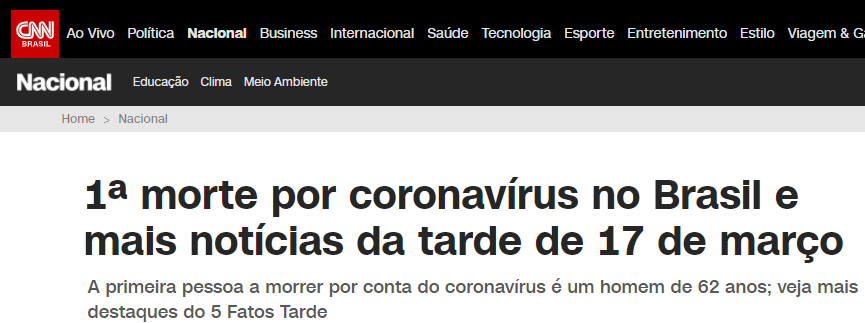 CNN
BRASIL
Ao Vivo Política Nacional Business Internacional Saúde Tecnologia Esporte Entretenimento Estilo Viagem & Ga
Nacional Educação Clima Meio Ambiente
Home > Nacional
1ª morte por coronavírus no Brasil e
mais notícias da tarde de 17 de março
A primeira pessoa a morrer por conta do coronavírus é um homem de 62 anos; veja mais
destaques do 5 Fatos Tarde